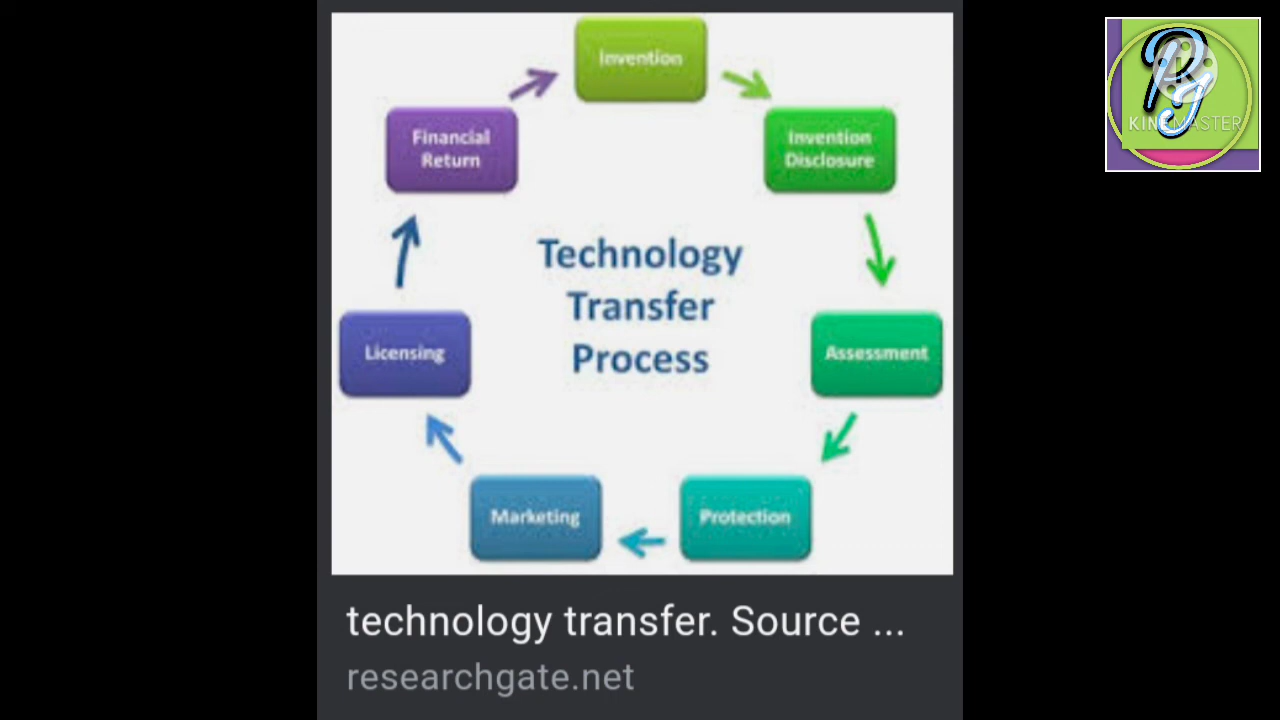 Invention
Invention
Disclosure
Assessment
Protection
Marketing
Licensing
Financial
Return
Technology
Transfer
Process
technology transfer. Source ...
researchgate.net
KINEMASTER